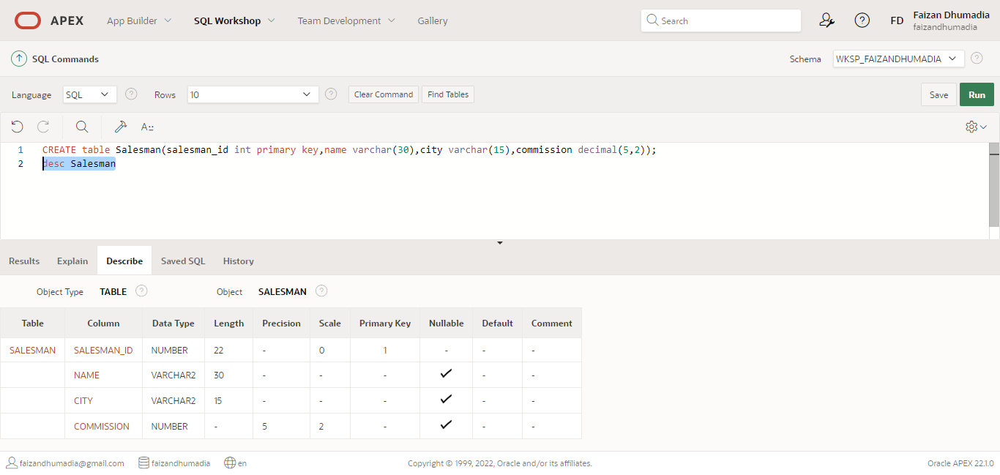 APEX App Builder SQL Workshop Team Development Gallery Search FD Faizan Dhumadia
faizandhumadia
SQL Commands Schema WKSP_FAIZANDHUMADIA
Language SQL Rows 10 Clear Command Find Tables Save Run
A
1 CREATE table Salesman(salesman_id int primary key,name varchar(30),city varchar(15),commission decimal(5,2));
2 desc Salesman
Results Explain Describe Saved SQL History
Object Type TABLE Object SALESMAN
Table Column Data Type Length Precision Scale Primary Key Nullable Default Comment
SALESMAN SALESMAN_ID NUMBER 22 - 0 1 - - -
NAME VARCHAR2 30 - - - - -
CITY VARCHAR2 15 - - - - -
COMMISSION NUMBER - 5 2 - - -
faizandhumadia@gmail.com faizandhumadia en Copyright © 1999, 2022, Oracle and/or its affiliates. Oracle APEX 22.1.0